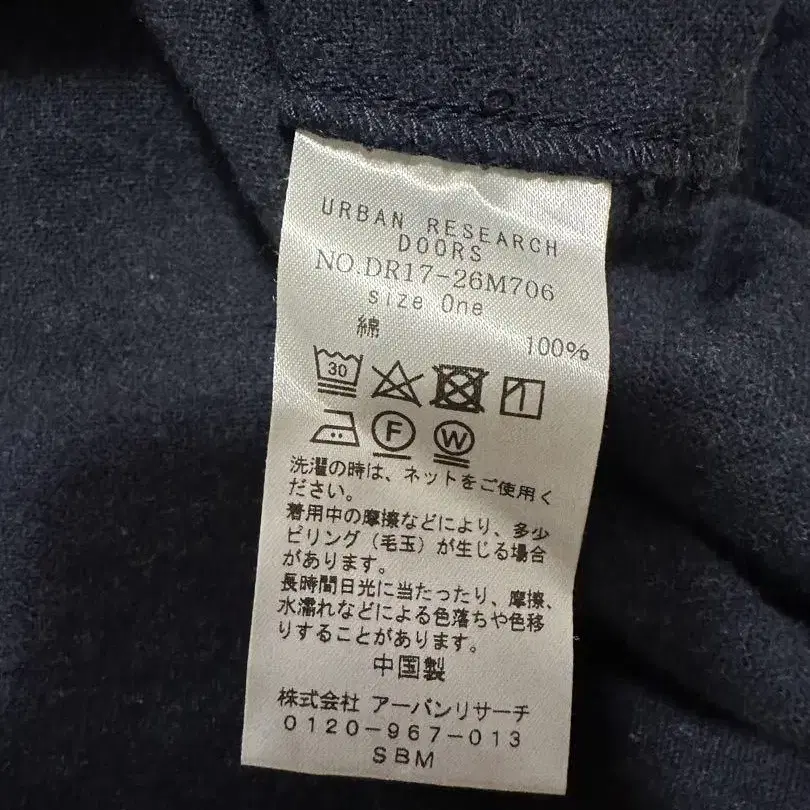 URBAN RESEARCH
DOORS
NO.DR17-26M706
size One
綿 100%
30
F W
洗濯の時は、ネットをご使用く
ださい。
着用中の摩擦などにより、多少
ピリング（毛玉）が生じる場合
があります。
長時間日光に当たったり、摩擦、
水濡れなどによる色落ちや色移
りすることがあります。
中国製
株式会社 アーバンリサーチ
0120-967-013
SBM